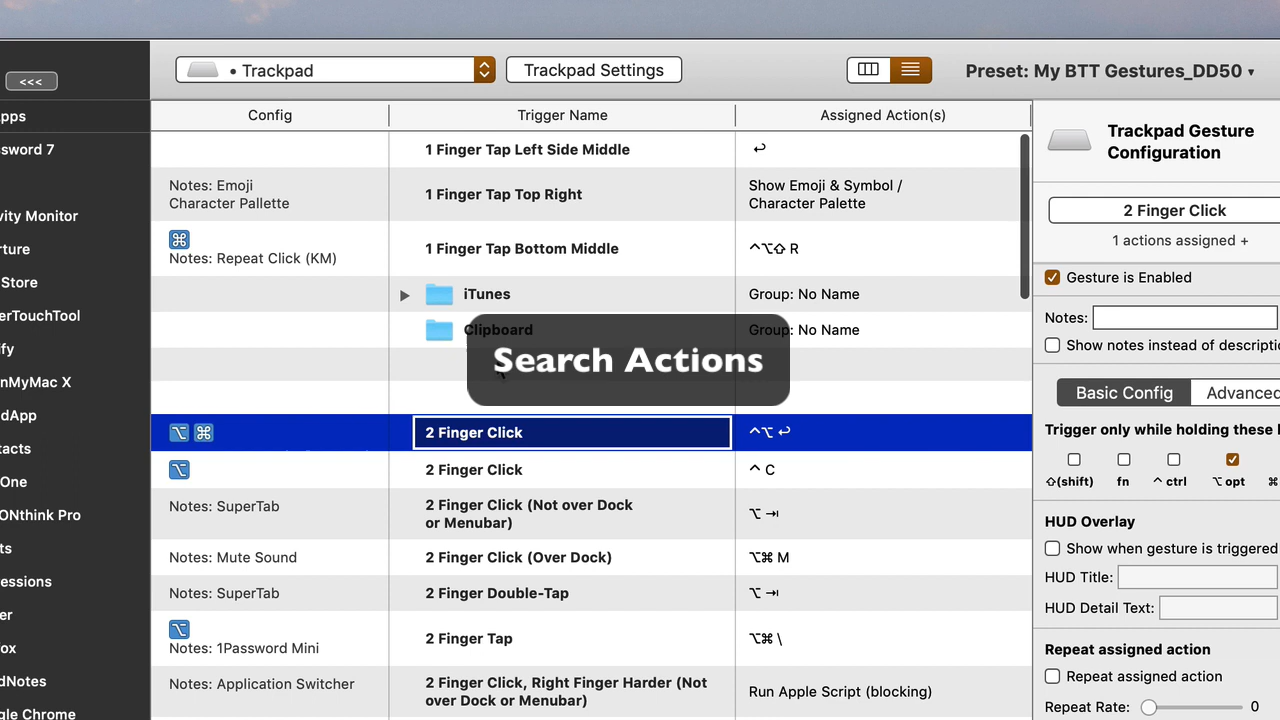 • Trackpad
Trackpad Settings
Preset: My BTT Gestures_DD50 ▾
<<<
Config
Trigger Name
Assigned Action(s)
pps
sword 7
vity Monitor
rture
Store
erTouchTool
ify
nMyMac X
dApp
tacts
One
ONthink Pro
ts
essions
er
ox
dNotes
gle Chrome
1 Finger Tap Left Side Middle
↩
Notes: Emoji
Character Pallette
1 Finger Tap Top Right
Show Emoji & Symbol /
Character Palette
⌘
Notes: Repeat Click (KM)
1 Finger Tap Bottom Middle
^⌥⇧ R
iTunes
Group: No Name
Clipboard
Group: No Name
Search Actions
⌥ ⌘
2 Finger Click
^⌥ ↩
⌥
2 Finger Click
^ C
Notes: SuperTab
2 Finger Click (Not over Dock
or Menubar)
⌥ ⇥
Notes: Mute Sound
2 Finger Click (Over Dock)
⌥⌘ M
Notes: SuperTab
2 Finger Double-Tap
⌥ ⇥
⌥
Notes: 1Password Mini
2 Finger Tap
⌥⌘ \
Notes: Application Switcher
2 Finger Click, Right Finger Harder (Not
over Dock or Menubar)
Run Apple Script (blocking)
Trackpad Gesture
Configuration
2 Finger Click
1 actions assigned +
Gesture is Enabled
Notes:
Show notes instead of descriptio
Basic Config
Advanced
Trigger only while holding these k
⇧(shift) fn ^ ctrl ⌥ opt ⌘
HUD Overlay
Show when gesture is triggered
HUD Title:
HUD Detail Text:
Repeat assigned action
Repeat assigned action
Repeat Rate: 0